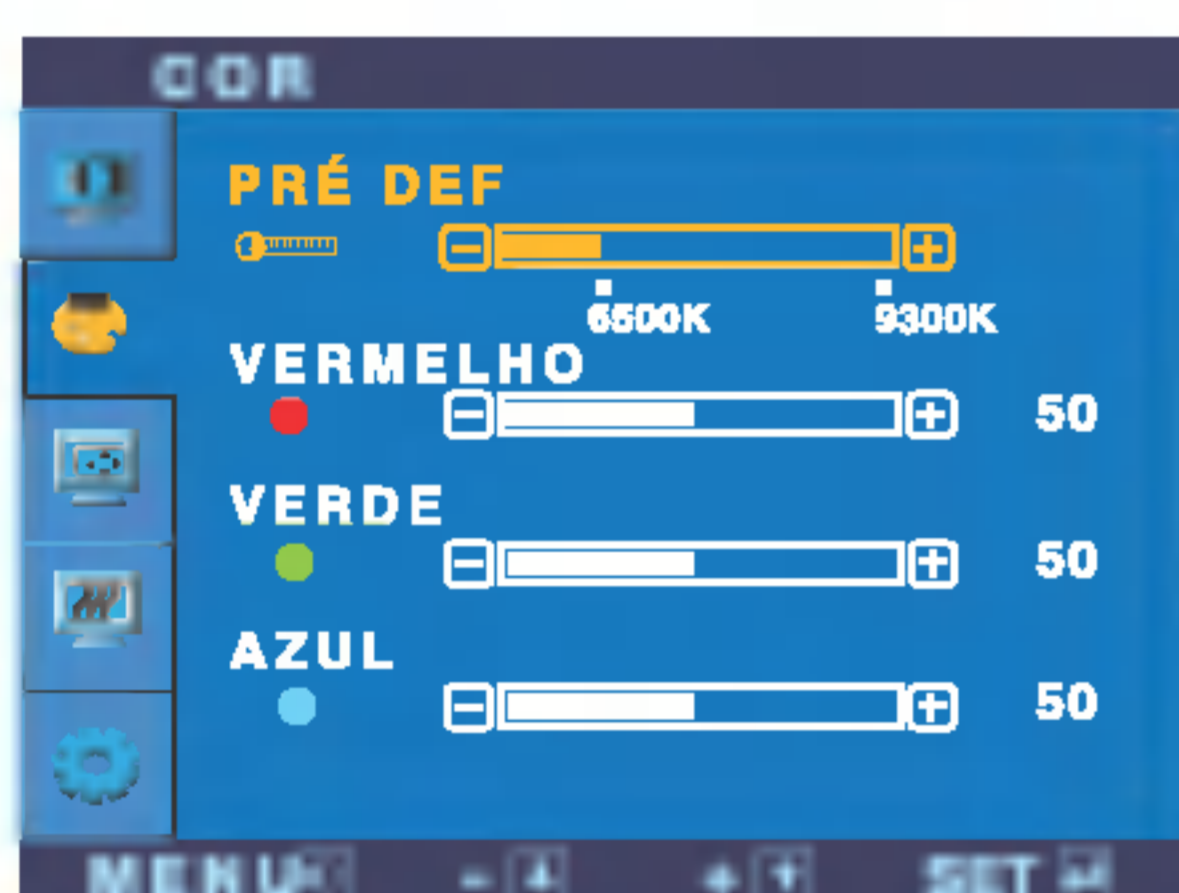 COR
PRÉ DEF
6500K 9300K
VERMELHO
50
VERDE
50
AZUL
50
MENU - + SET